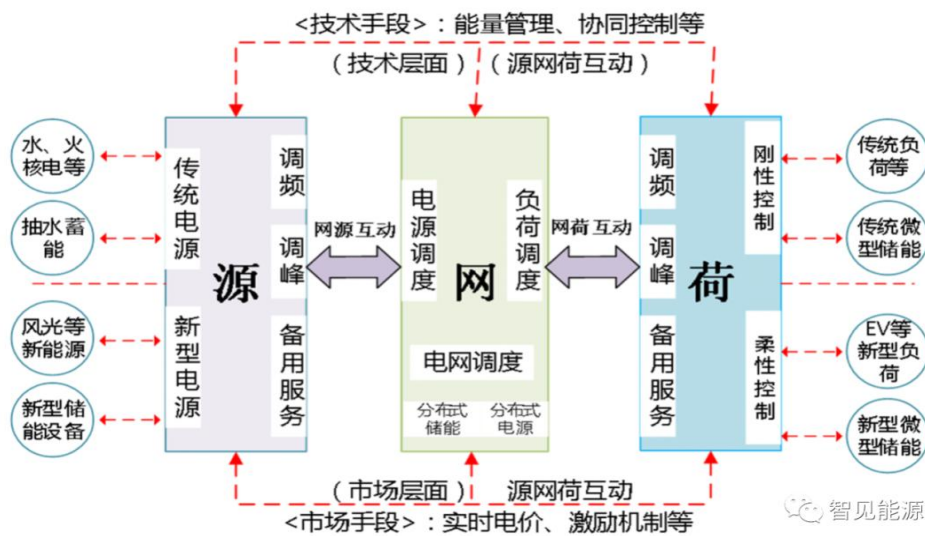 <技术手段>：能量管理、协同控制等
（技术层面）（源网荷互动）
水、火
核电等
抽水蓄
能
风光等
新能源
新型储
能设备
传统电源
新型电源
源
调频
调峰
备用服务
网源互动
电源调度
负荷调度
网
电网调度
分布式
储能
分布式
电源
网荷互动
调频
调峰
备用服务
荷
刚性控制
柔性控制
传统负
荷等
传统微
型储能
EV等
新型负
荷
新型微
型储能
（市场层面） 源网荷互动
<市场手段>：实时电价、激励机制等
智见能源